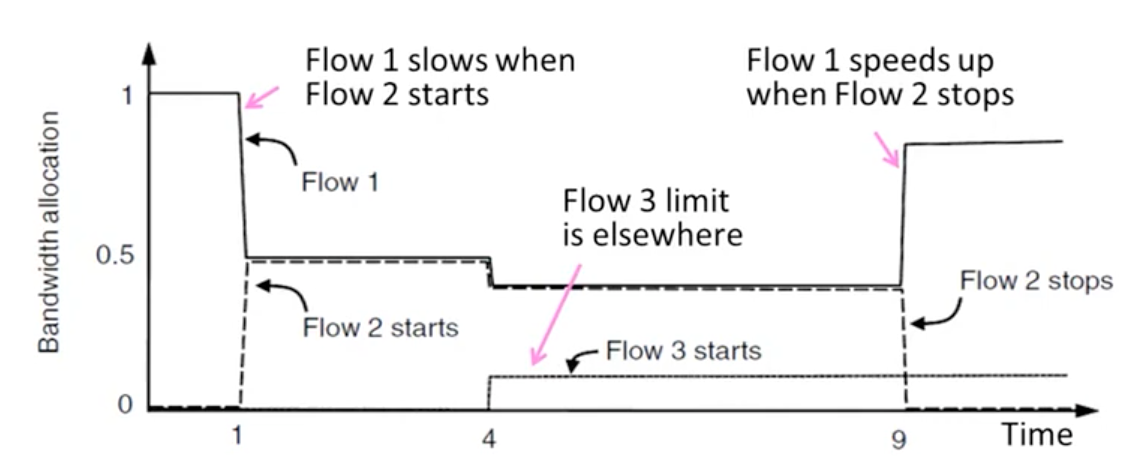 Flow 1 slows when
Flow 2 starts
Flow 1 speeds up
when Flow 2 stops
1
Flow 1
Flow 3 limit
is elsewhere
Bandwidth allocation
0.5
Flow 2 stops
Flow 2 starts
Flow 3 starts
0
1
4
9
Time